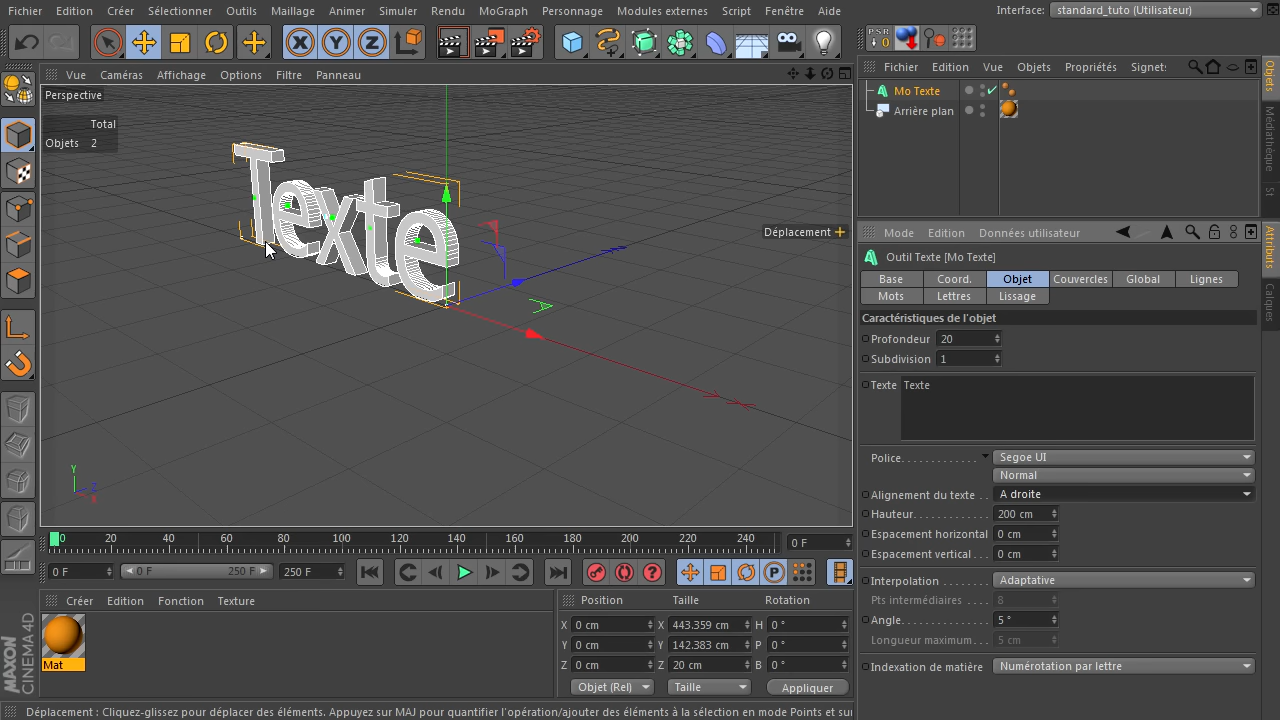 Fichier Edition Créer Sélectionner Outils Maillage Animer Simuler Rendu MoGraph Personnage Modules externes Script Fenêtre Aide Interface: standard_tuto (Utilisateur)
PSR
0
Vue Caméras Affichage Options Filtre Panneau
Fichier Edition Vue Objets Propriétés Signets
Perspective
Total
Objets 2
Mo Texte
Arrière plan
Objets
Médiathèque
St
Texte
Déplacement
Mode Edition Données utilisateur
Attributs
Calques
Outil Texte [Mo Texte]
Base Coord. Objet Couvercles Global Lignes
Mots Lettres Lissage
Caractéristiques de l'objet
Profondeur 20
Subdivision 1
Texte Texte
Police Segoe UI
Normal
Alignement du texte A droite
Hauteur 200 cm
Espacement horizontal 0 cm
Espacement vertical 0 cm
Interpolation Adaptative
Pts intermédiaires 8
Angle 5 °
Longueur maximum 5 cm
Indexation de matière Numérotation par lettre
Y
Z
X
0 20 40 60 80 100 120 140 160 180 200 220 240 0 F
0 F 0 F 250 F 250 F
Créer Edition Fonction Texture
Mat
Position Taille Rotation
X 0 cm X 443.359 cm H 0 °
Y 0 cm Y 142.383 cm P 0 °
Z 0 cm Z 20 cm B 0 °
Objet (Rel) Taille Appliquer
MAXON
CINEMA 4D
Déplacement : Cliquez-glissez pour déplacer des éléments. Appuyez sur MAJ pour quantifier l'opération/ajouter des éléments à la sélection en mode Points et sur